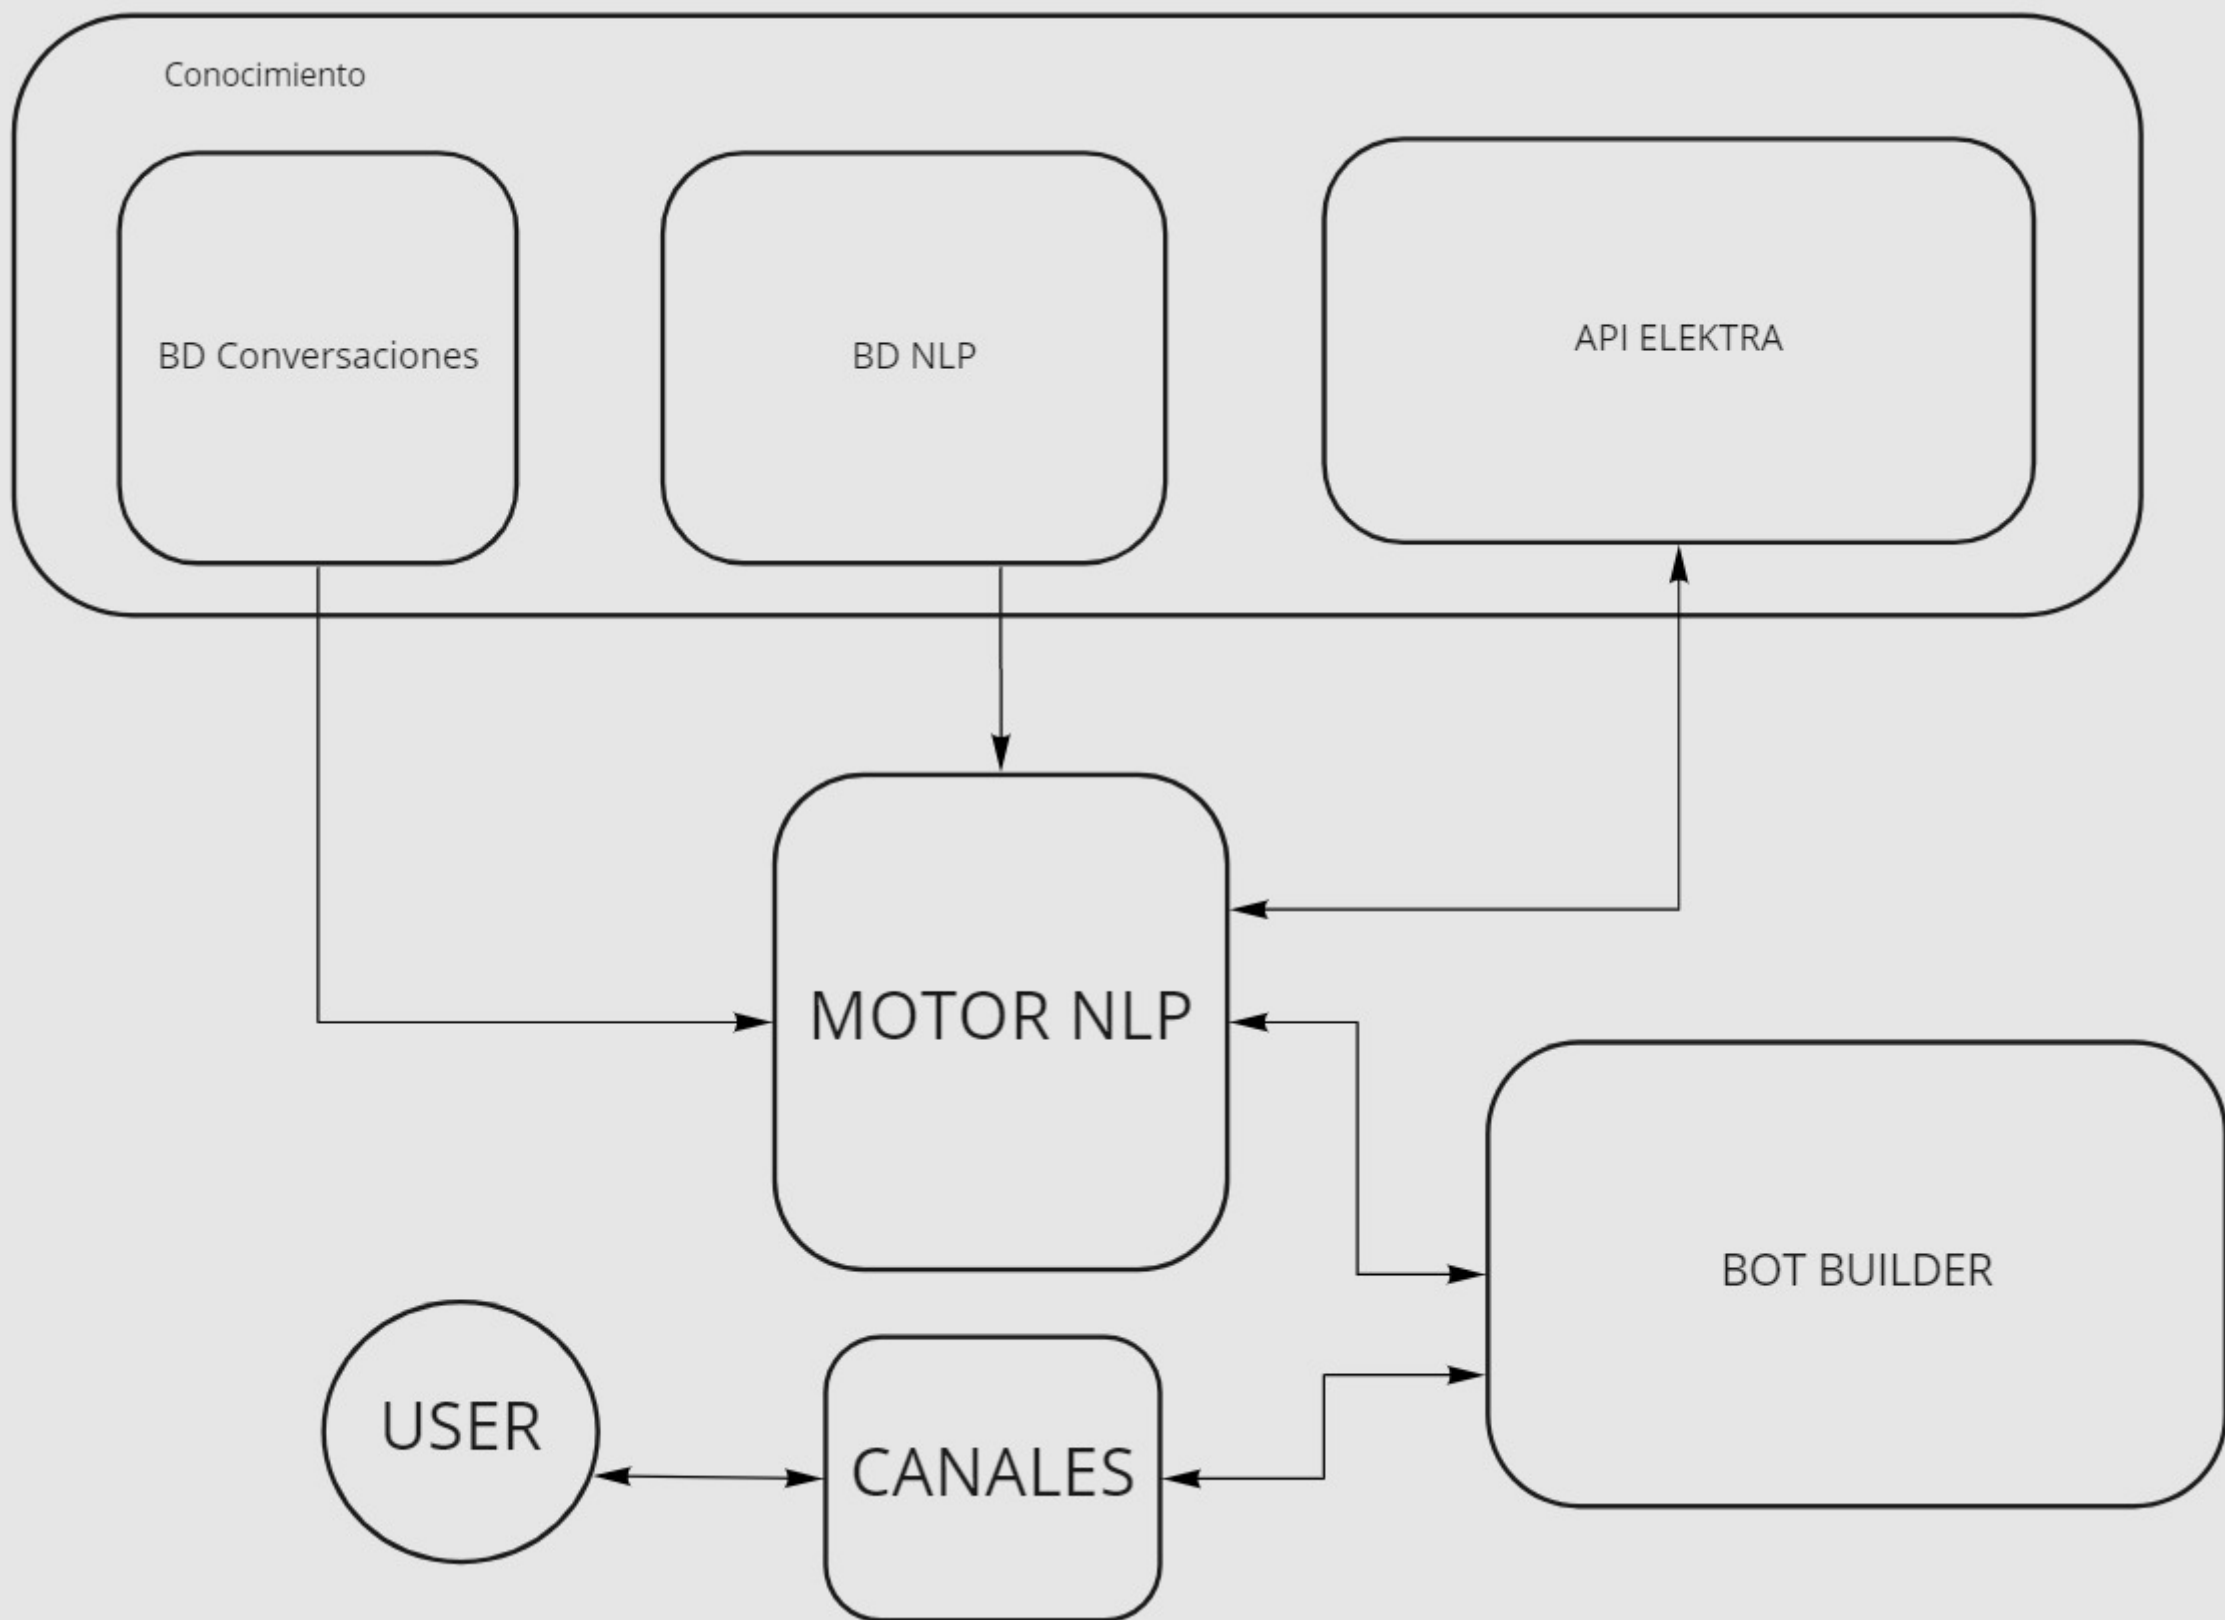 Conocimiento
BD Conversaciones
BD NLP
API ELEKTRA
MOTOR NLP
BOT BUILDER
USER
CANALES